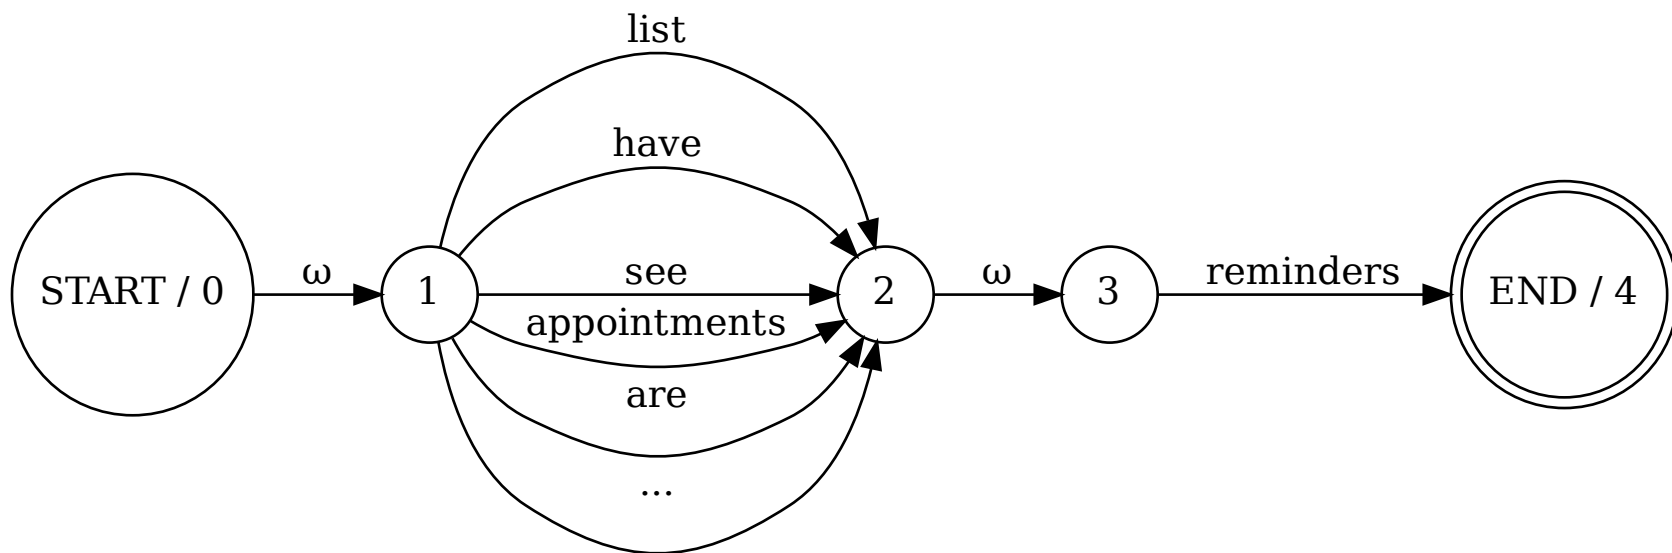 list
have
START / 0
ω
1
see
2
ω
3
reminders
END / 4
appointments
are
...